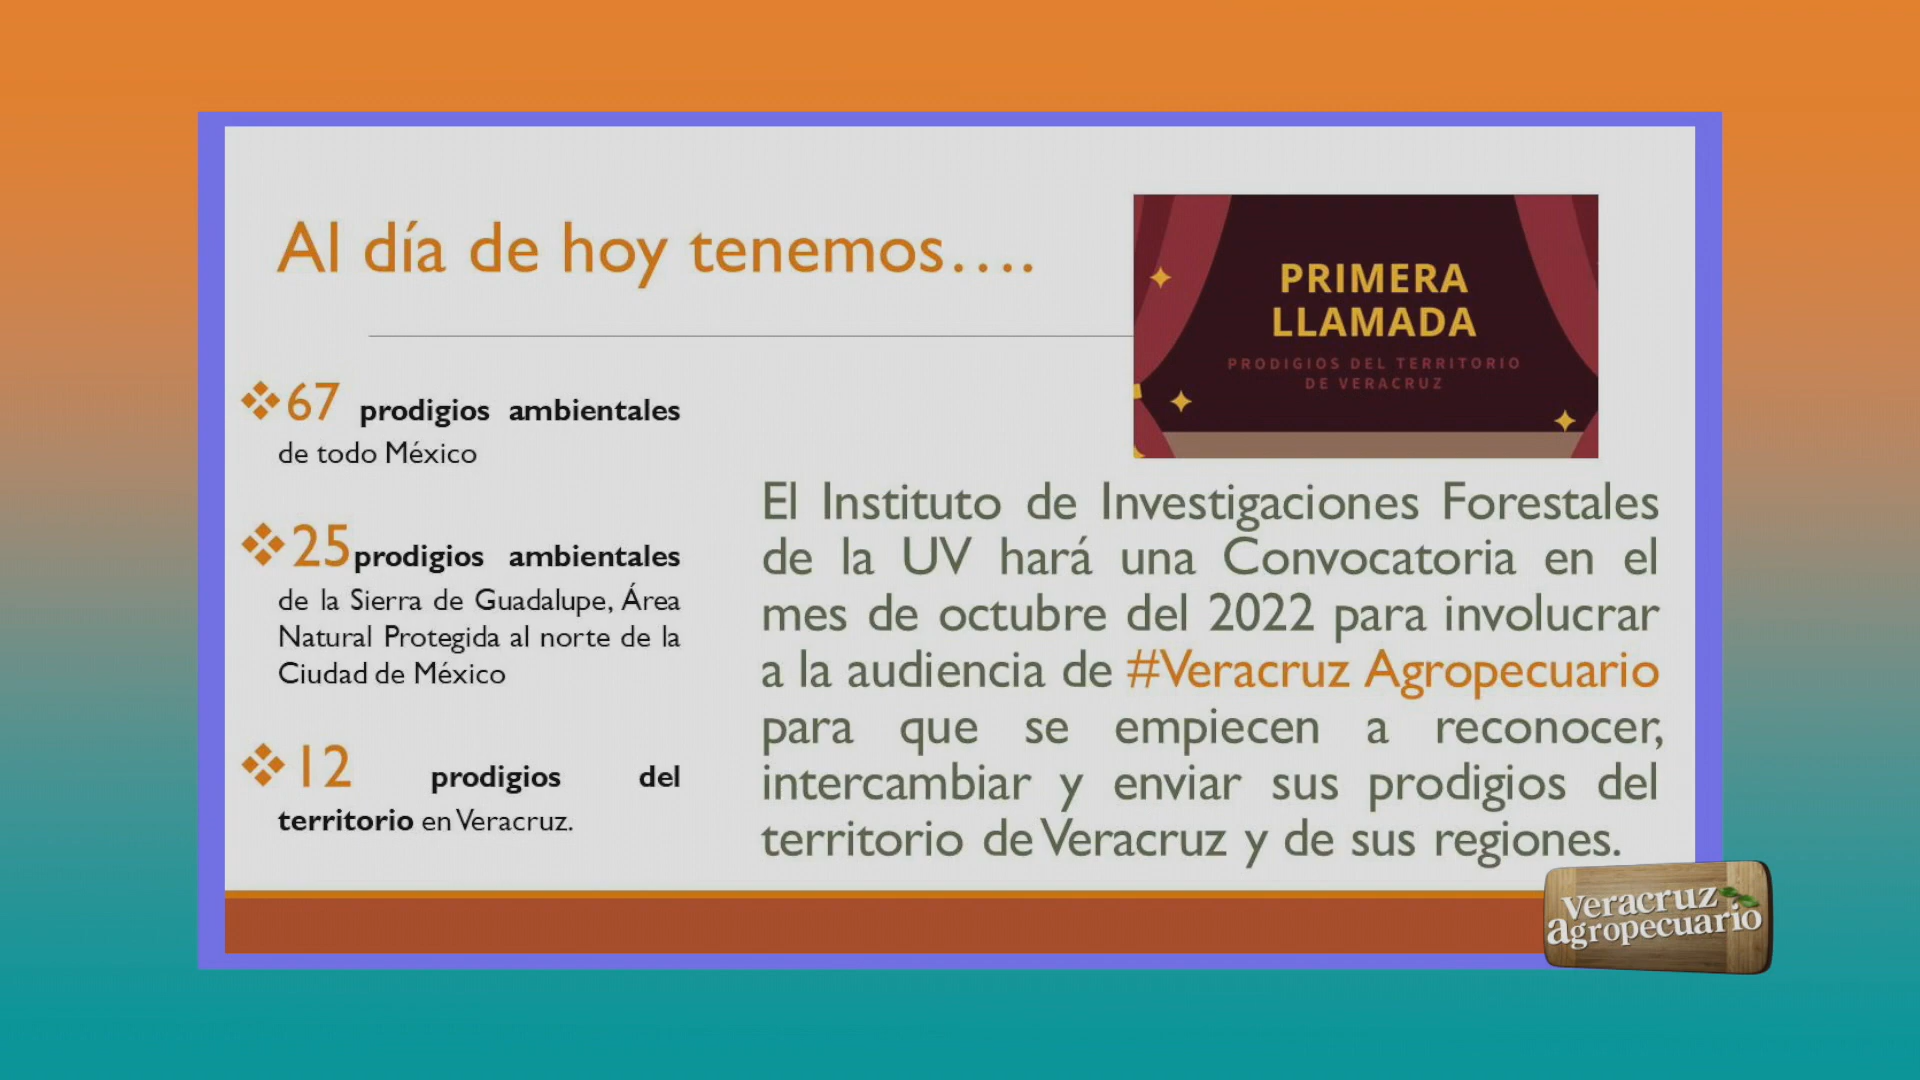 Al día de hoy tenemos....
PRIMERA
LLAMADA
PRODIGIOS DEL TERRITORIO
DE VERACRUZ
❖67 prodigios ambientales
de todo México
❖25prodigios ambientales
de la Sierra de Guadalupe, Área
Natural Protegida al norte de la
Ciudad de México
❖12 prodigios del
territorio en Veracruz.
El Instituto de Investigaciones Forestales
de la UV hará una Convocatoria en el
mes de octubre del 2022 para involucrar
a la audiencia de #Veracruz Agropecuario
para que se empiecen a reconocer,
intercambiar y enviar sus prodigios del
territorio de Veracruz y de sus regiones.
veracruz
agropecuario